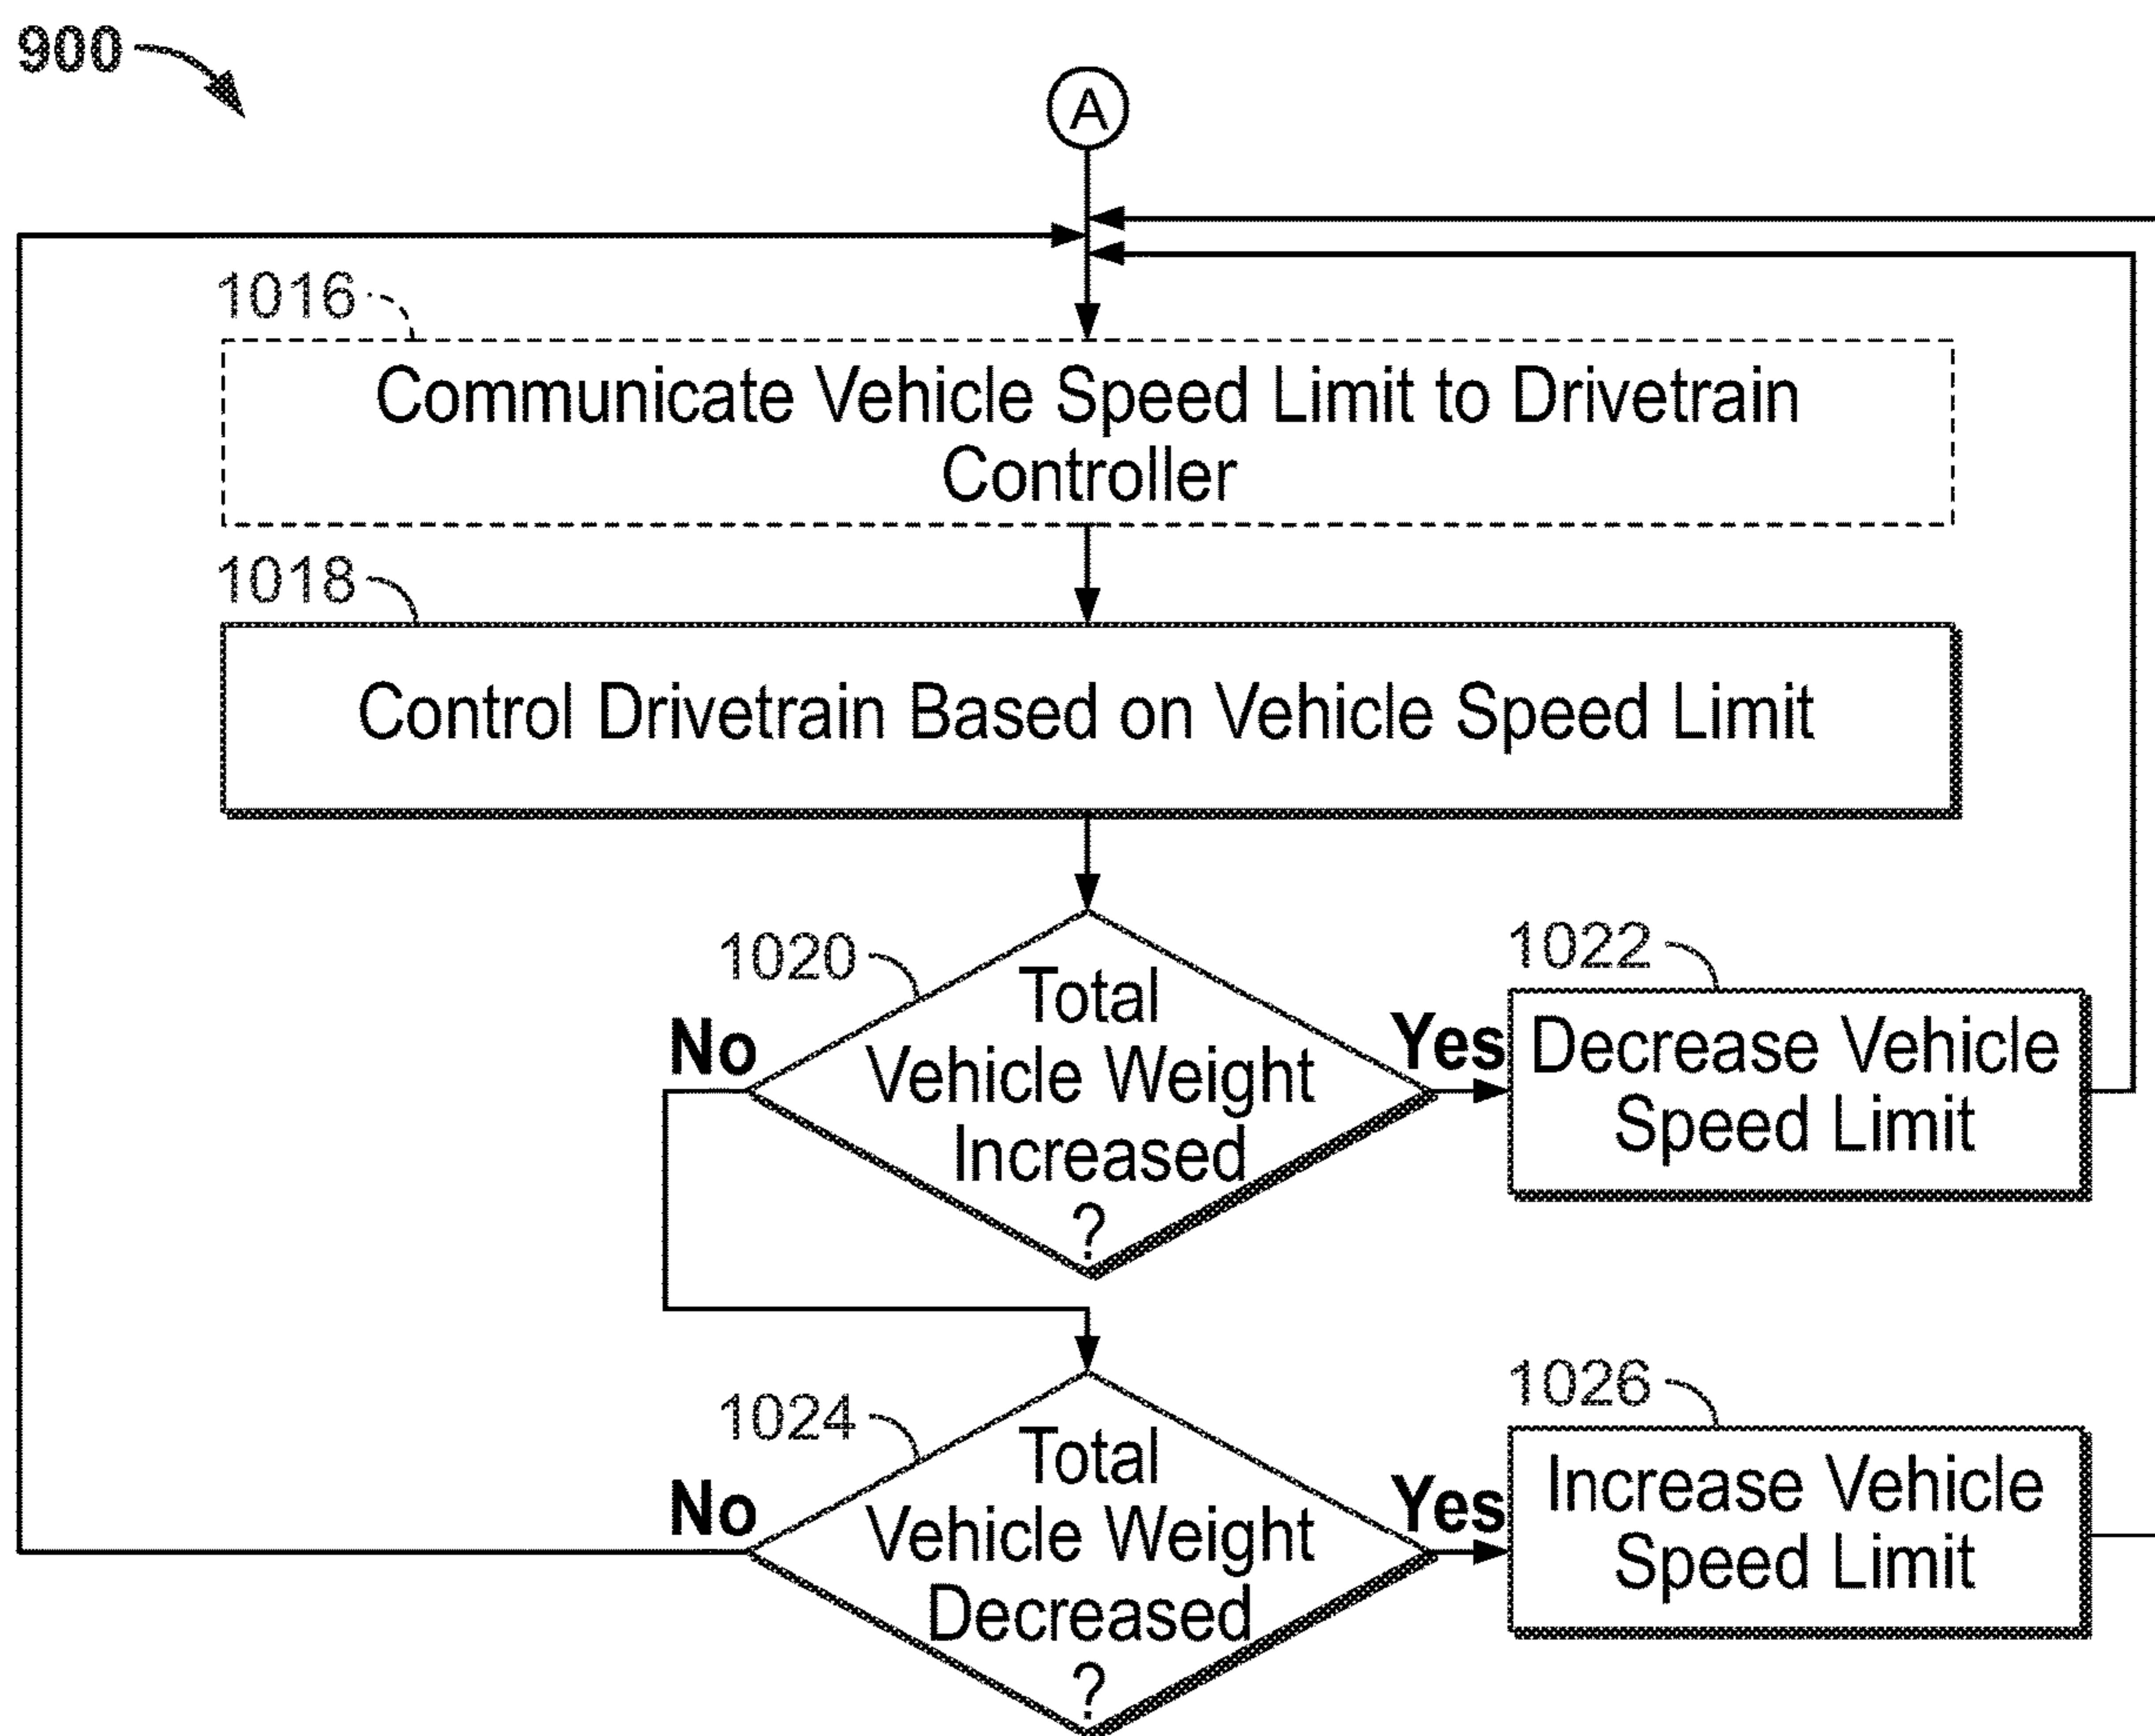 900
A
1016
Communicate Vehicle Speed Limit to Drivetrain
Controller
1018
Control Drivetrain Based on Vehicle Speed Limit
1020
Total
Vehicle Weight
Increased
?
No
Yes
1022
Decrease Vehicle
Speed Limit
1024
Total
Vehicle Weight
Decreased
?
No
Yes
1026
Increase Vehicle
Speed Limit